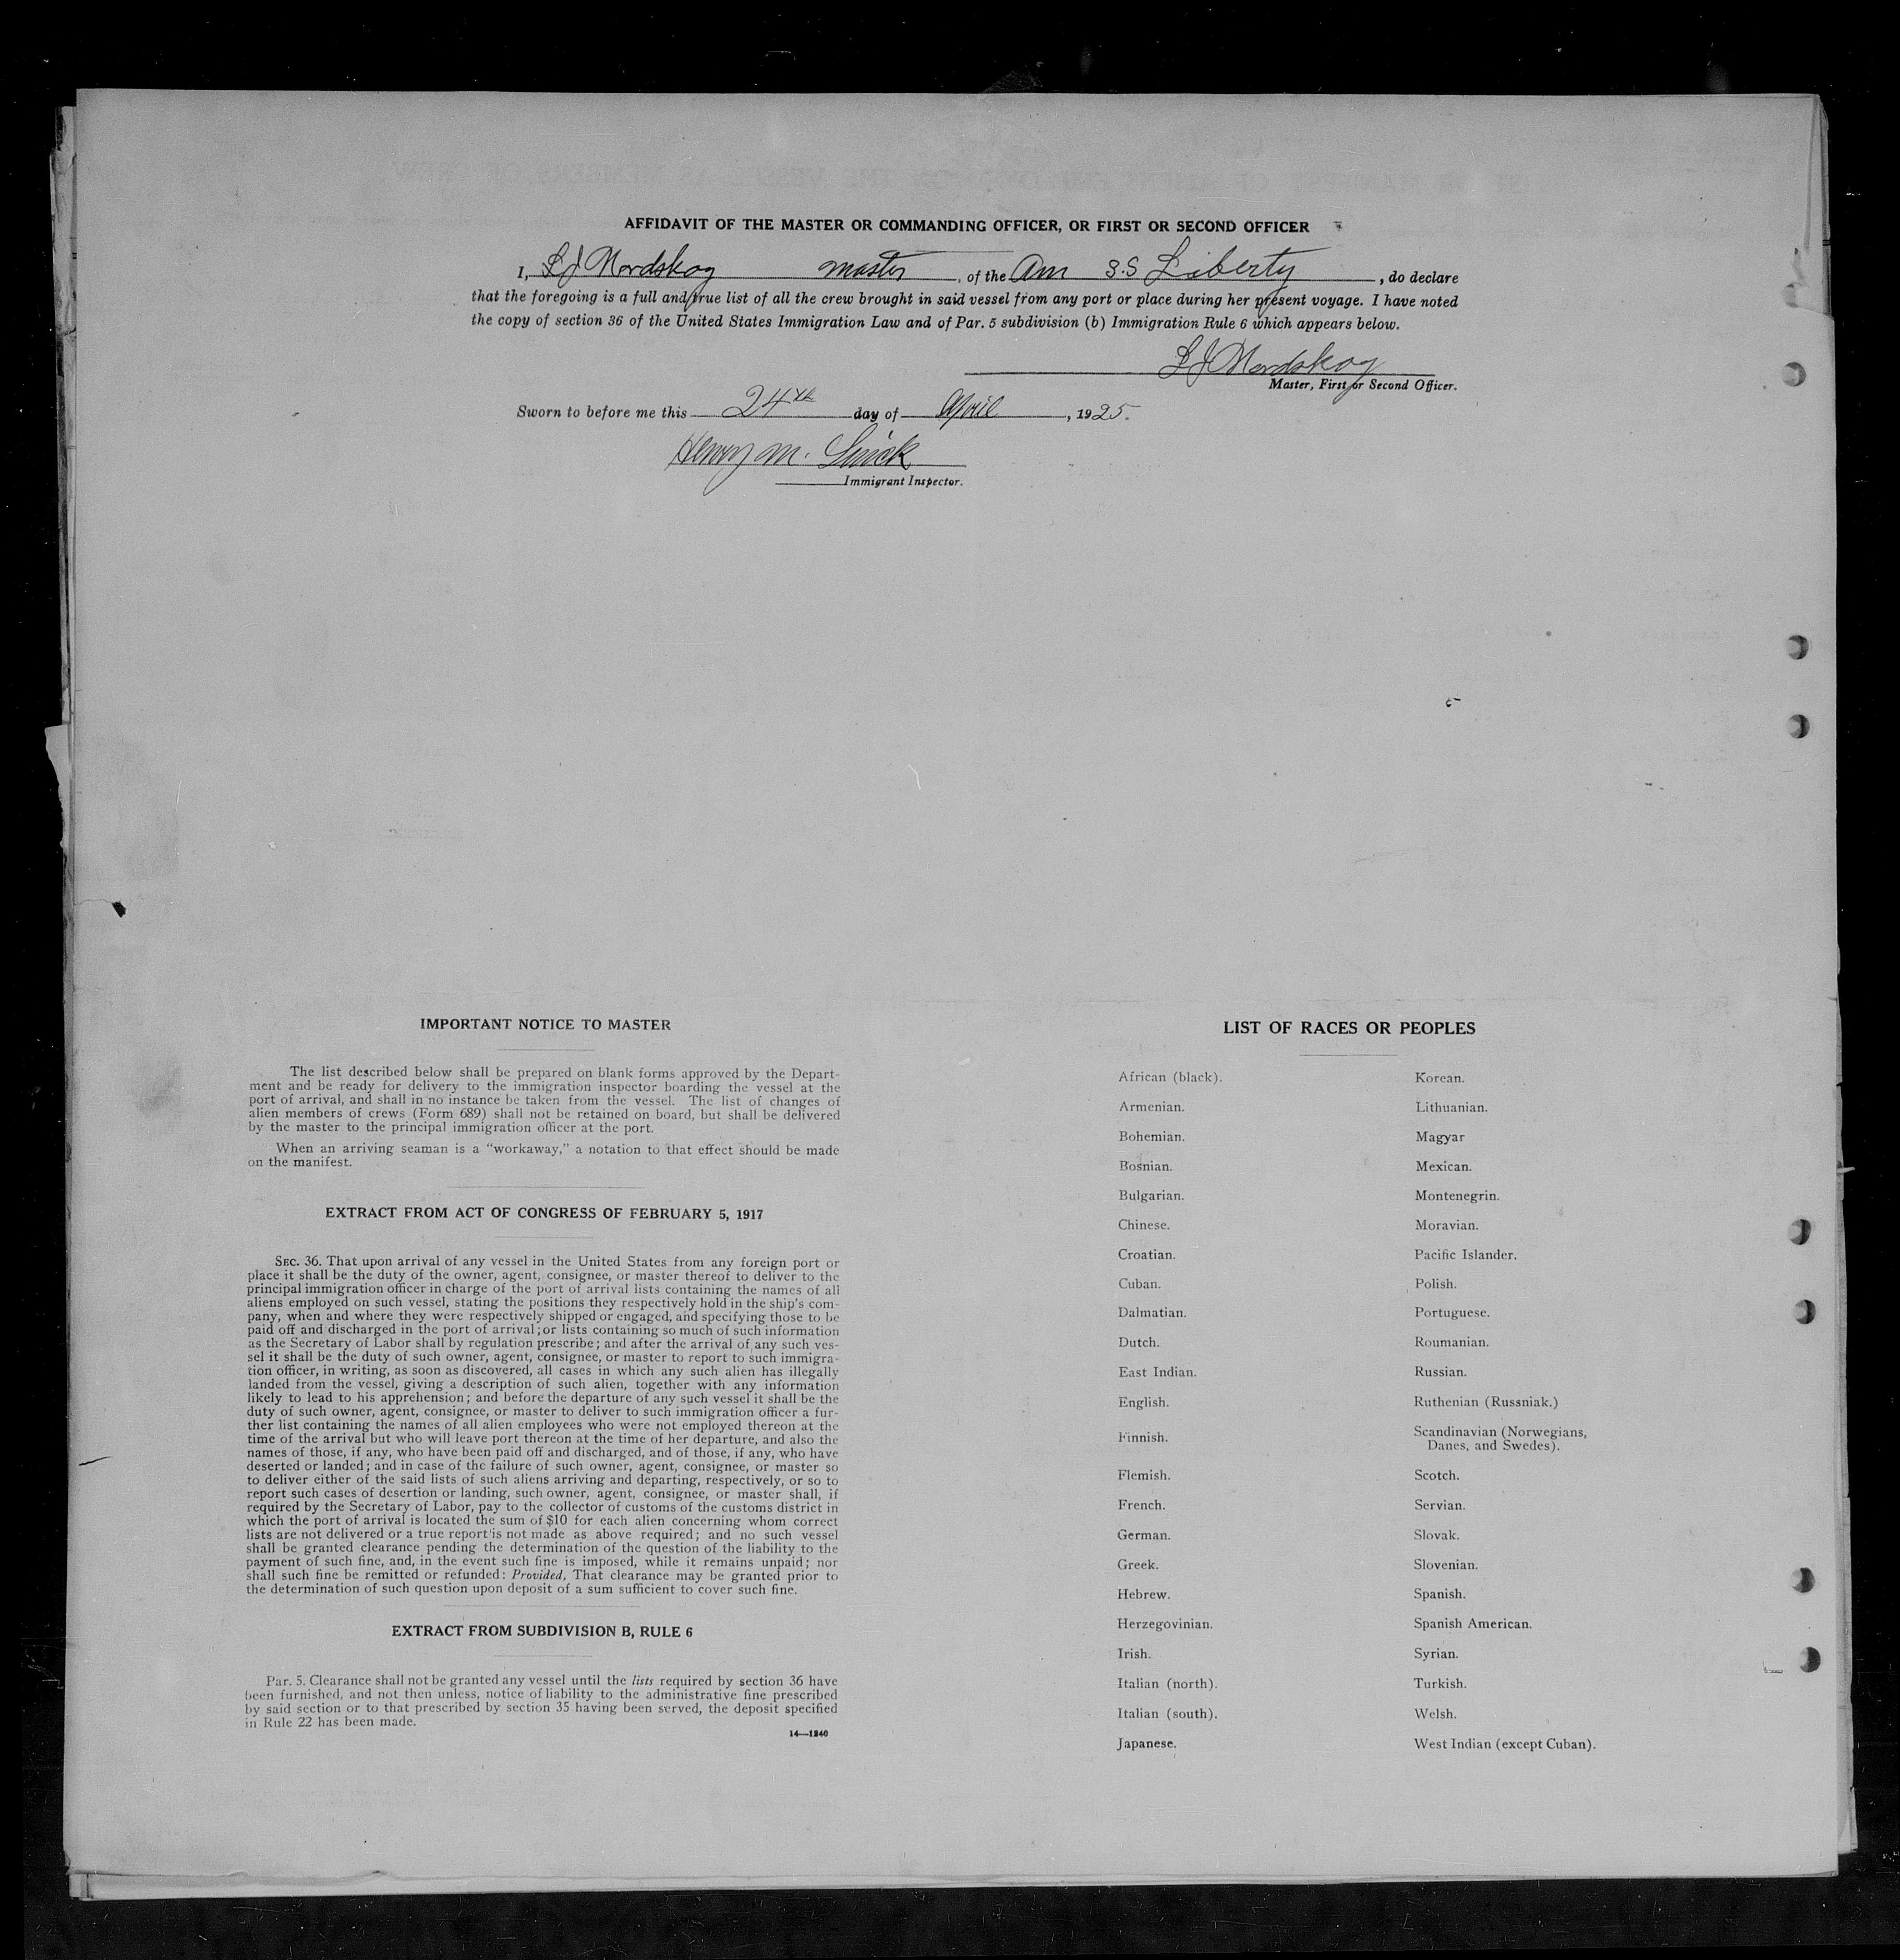 AFFIDAVIT OF THE MASTER OR COMMANDING OFFICER, OR FIRST OR SECOND OFFICER
I, L J Nordskog master, of the Am S.S Liberty, do declare
that the foregoing is a full and true list of all the crew brought in said vessel from any port or place during her present voyage. I have noted
the copy of section 36 of the United States Immigration Law and of Par. 5 subdivision (b) Immigration Rule 6 which appears below.
L J Nordskog
Master, First or Second Officer.
Sworn to before me this 24th day of April, 1925.
Henry M.
Immigrant Inspector.
IMPORTANT NOTICE TO MASTER
The list described below shall be prepared on blank forms approved by the Depart-
ment and be ready for delivery to the immigration inspector boarding the vessel at the
port of arrival, and shall in no instance be taken from the vessel. The list of changes of
alien members of crews (Form 689) shall not be retained on board, but shall be delivered
by the master to the principal immigration officer at the port.
When an arriving seaman is a "workaway," a notation to that effect should be made
on the manifest.
EXTRACT FROM ACT OF CONGRESS OF FEBRUARY 5, 1917
SEC. 36. That upon arrival of any vessel in the United States from any foreign port or
place it shall be the duty of the owner, agent, consignee, or master thereof to deliver to the
principal immigration officer in charge of the port of arrival lists containing the names of all
aliens employed on such vessel, stating the positions they respectively hold in the ship's com-
pany, when and where they were respectively shipped or engaged, and specifying those to be
paid off and discharged in the port of arrival; or lists containing so much of such information
as the Secretary of Labor shall by regulation prescribe; and after the arrival of any such ves-
sel it shall be the duty of such owner, agent, consignee, or master to report to such immigra-
tion officer, in writing, as soon as discovered, all cases in which any such alien has illegally
landed from the vessel, giving a description of such alien, together with any information
likely to lead to his apprehension; and before the departure of any such vessel it shall be the
duty of such owner, agent, consignee, or master to deliver to such immigration officer a fur-
ther list containing the names of all alien employees who were not employed thereon at the
time of the arrival but who will leave port thereon at the time of her departure, and also the
names of those, if any, who have been paid off and discharged, and of those, if any, who have
deserted or landed; and in case of the failure of such owner, agent, consignee, or master so
to deliver either of the said lists of such aliens arriving and departing, respectively, or so to
report such cases of desertion or landing, such owner, agent, consignee, or master shall, if
required by the Secretary of Labor, pay to the collector of customs of the customs district in
which the port of arrival is located the sum of $10 for each alien concerning whom correct
lists are not delivered or a true report is not made as above required; and no such vessel
shall be granted clearance pending the determination of the question of the liability to the
payment of such fine, and, in the event such fine is imposed, while it remains unpaid; nor
shall such fine be remitted or refunded: Provided, That clearance may be granted prior to
the determination of such question upon deposit of a sum sufficient to cover such fine.
EXTRACT FROM SUBDIVISION B, RULE 6
Par. 5. Clearance shall not be granted any vessel until the lists required by section 36 have
been furnished, and not then unless, notice of liability to the administrative fine prescribed
by said section or to that prescribed by section 35 having been served, the deposit specified
in Rule 22 has been made.
14—1240
LIST OF RACES OR PEOPLES
African (black).
Armenian.
Bohemian.
Bosnian.
Bulgarian.
Chinese.
Croatian.
Cuban.
Dalmatian.
Dutch.
East Indian.
English.
Finnish.
Flemish.
French.
German.
Greek.
Hebrew.
Herzegovinian.
Irish.
Italian (north).
Italian (south).
Japanese.
Korean.
Lithuanian.
Magyar
Mexican.
Montenegrin.
Moravian.
Pacific Islander.
Polish.
Portuguese.
Roumanian.
Russian.
Ruthenian (Russniak.)
Scandinavian (Norwegians,
Danes, and Swedes).
Scotch.
Servian.
Slovak.
Slovenian.
Spanish.
Spanish American.
Syrian.
Turkish.
Welsh.
West Indian (except Cuban).